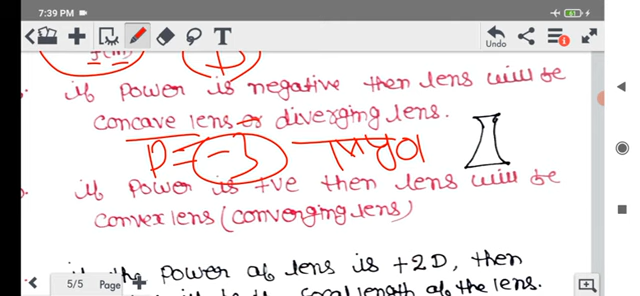 7:39 PM
61
Undo
f(m)
P
if Power is negative then lens will be
concave lens or diverging lens.
P = -3
if Power is +ve then lens will be
convex lens (converging lens)
the power of lens is +2D, then
length of the lens.
5/5 Page